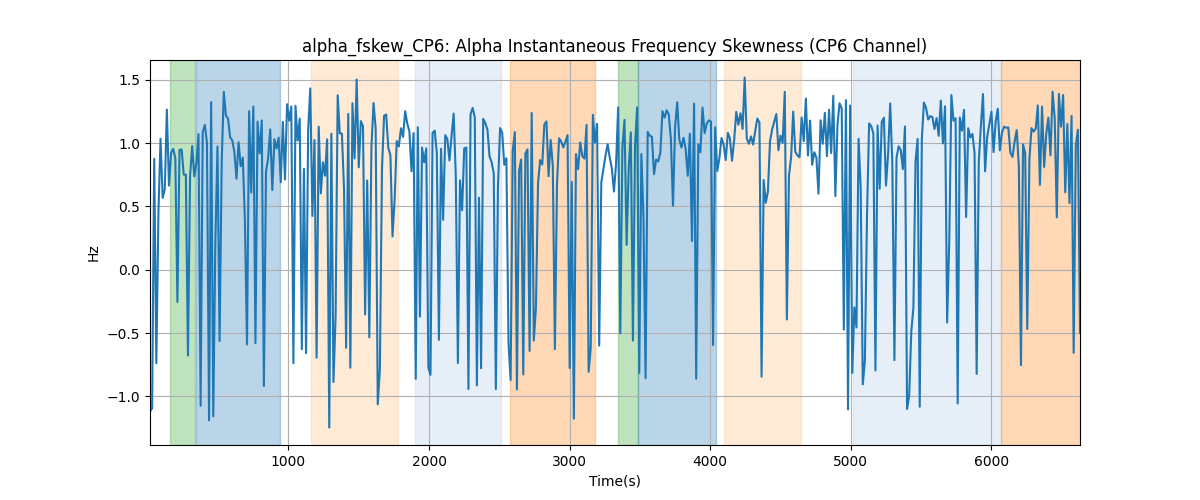 alpha_fskew_CP6: Alpha Instantaneous Frequency Skewness (CP6 Channel)
1.5
1.0
0.5
0.0
−0.5
−1.0
Hz
1000 2000 3000 4000 5000 6000
Time(s)